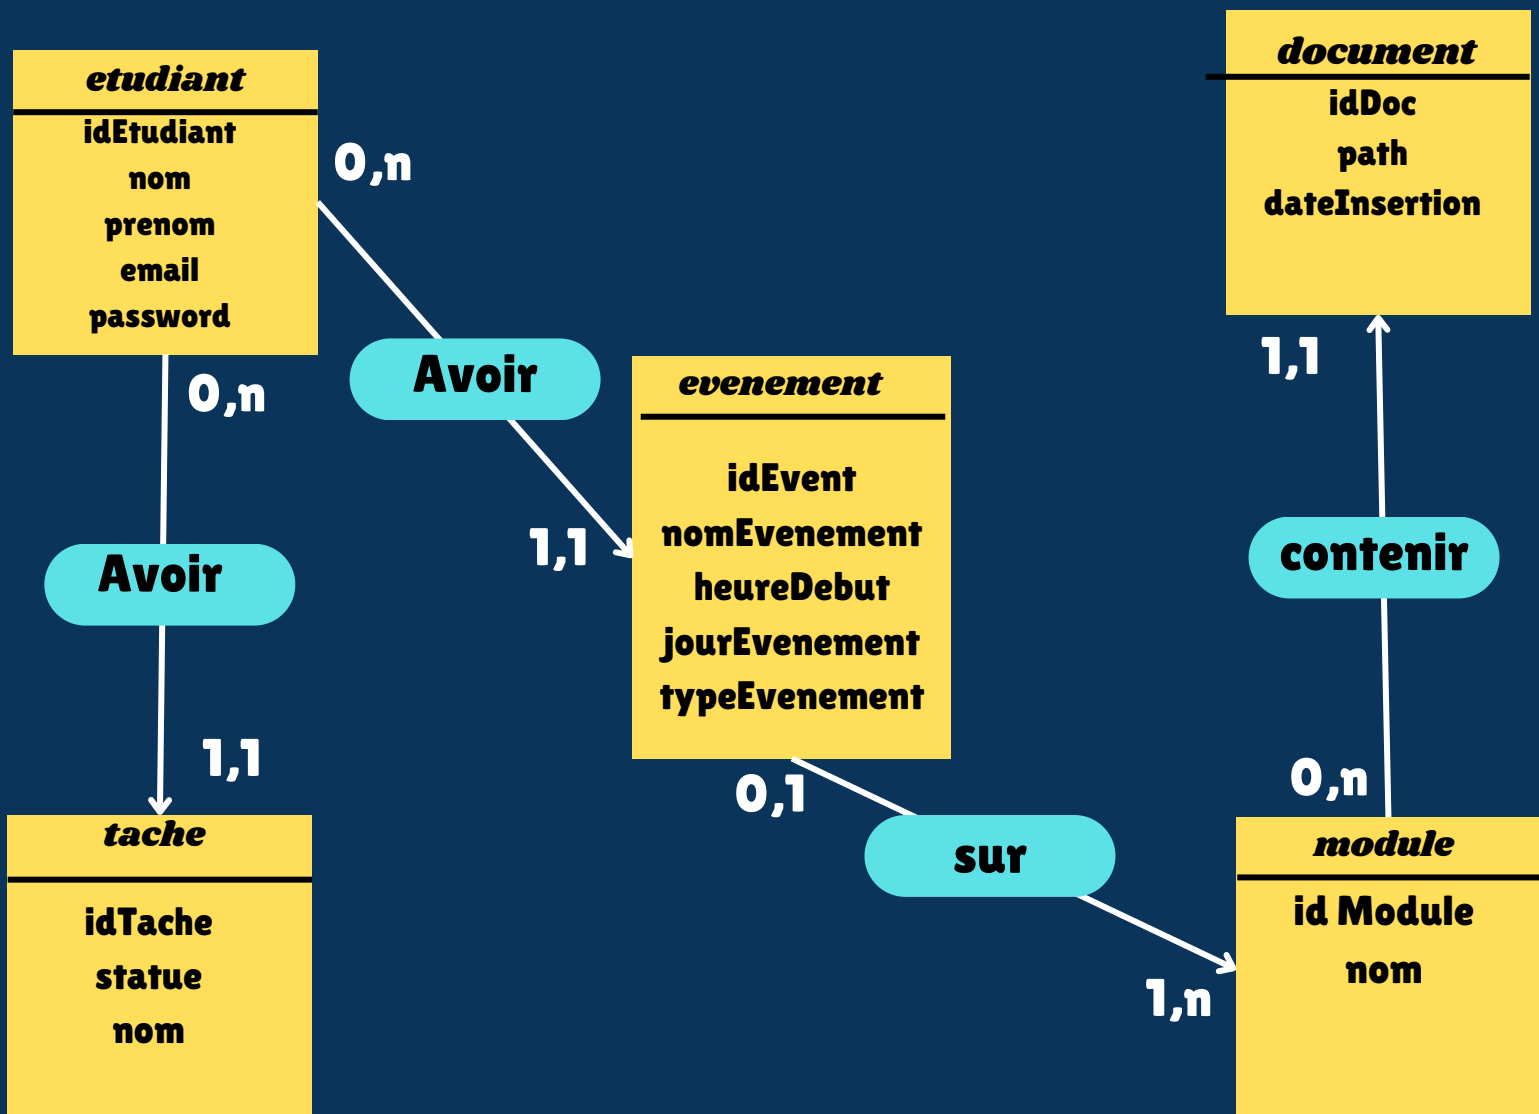 etudiant
idEtudiant
nom
prenom
email
password
0,n
0,n
Avoir
1,1
Avoir
1,1
tache
idTache
statue
nom
evenement
idEvent
nomEvenement
heureDebut
jourEvenement
typeEvenement
0,1
sur
1,n
document
idDoc
path
dateInsertion
1,1
contenir
0,n
module
id Module
nom